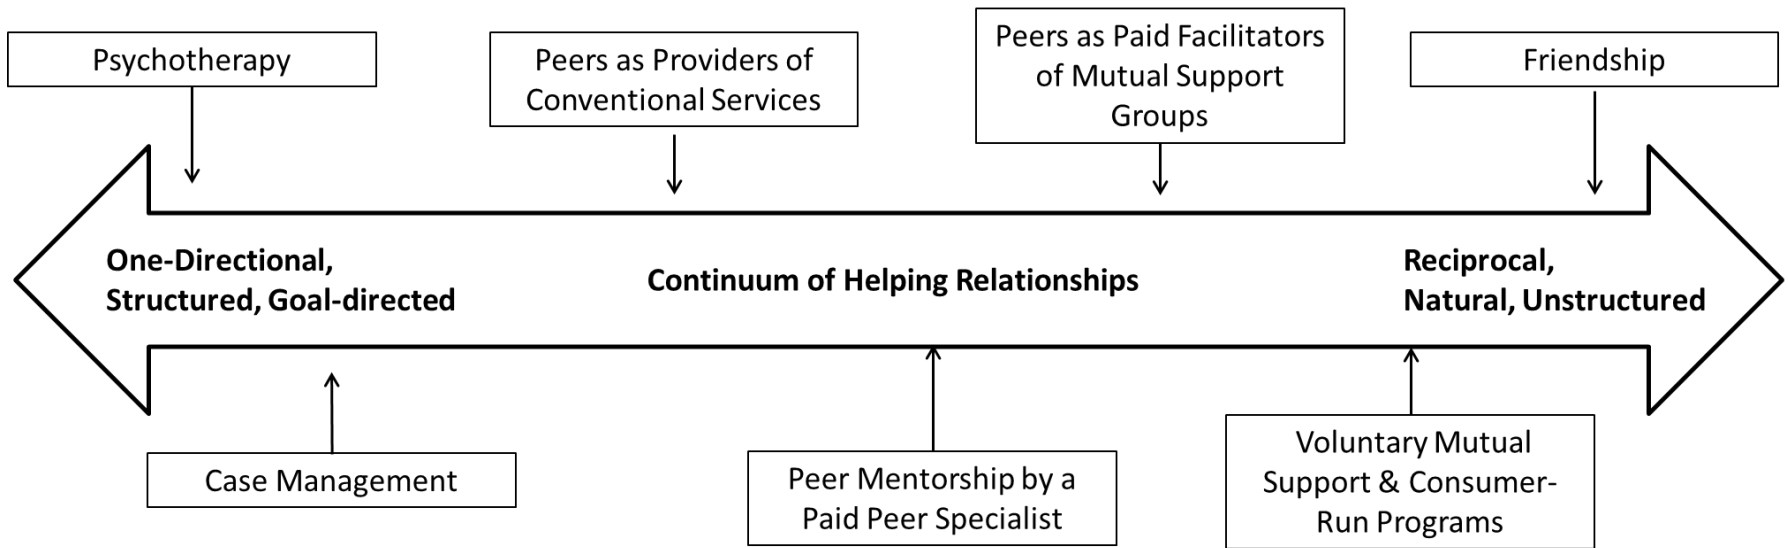 Psychotherapy
Peers as Providers of
Conventional Services
Peers as Paid Facilitators
of Mutual Support
Groups
Friendship
One-Directional,
Structured, Goal-directed
Continuum of Helping Relationships
Reciprocal,
Natural, Unstructured
Case Management
Peer Mentorship by a
Paid Peer Specialist
Voluntary Mutual
Support & Consumer-
Run Programs